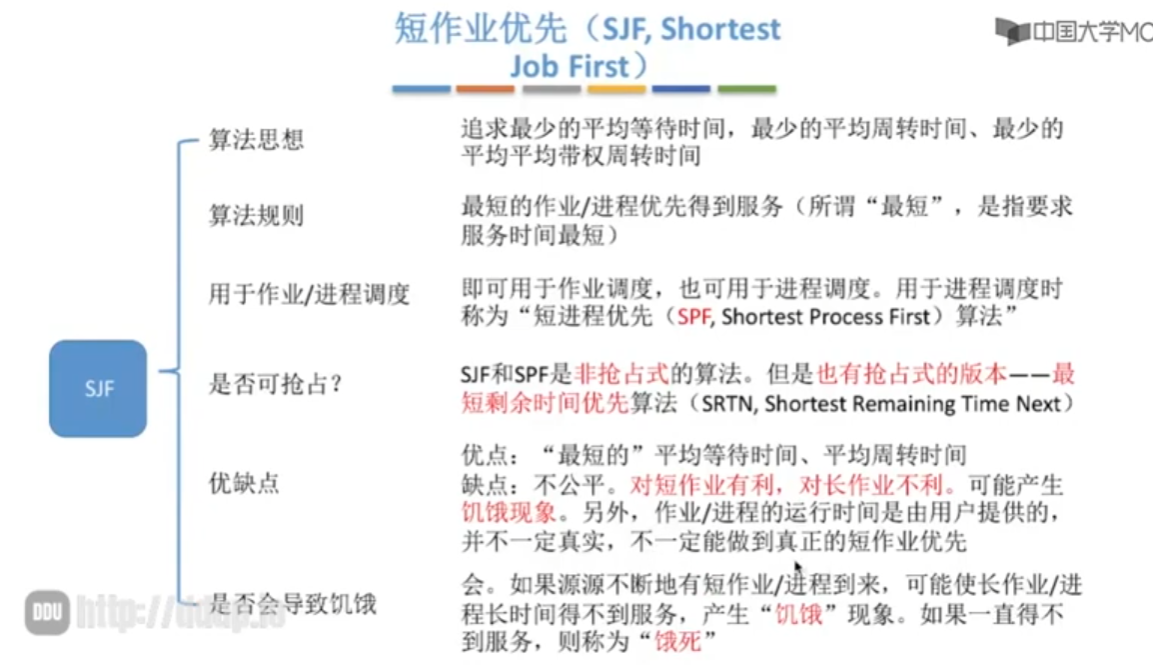 短作业优先（SJF, Shortest
Job First）
中国大学MO
算法思想
追求最少的平均等待时间，最少的平均周转时间、最少的
平均平均带权周转时间
算法规则
最短的作业/进程优先得到服务（所谓“最短”，是指要求
服务时间最短）
用于作业/进程调度
即可用于作业调度，也可用于进程调度。用于进程调度时
称为“短进程优先（SPF, Shortest Process First）算法”
SJF
是否可抢占？
SJF和SPF是非抢占式的算法。但是也有抢占式的版本——最
短剩余时间优先算法（SRTN, Shortest Remaining Time Next）
优缺点
优点：“最短的”平均等待时间、平均周转时间
缺点：不公平。对短作业有利，对长作业不利。可能产生
饥饿现象。另外，作业/进程的运行时间是由用户提供的，
并不一定真实，不一定能做到真正的短作业优先
是否会导致饥饿
会。如果源源不断地有短作业/进程到来，可能使长作业/进
程长时间得不到服务，产生“饥饿”现象。如果一直得不
到服务，则称为“饿死”
DDU